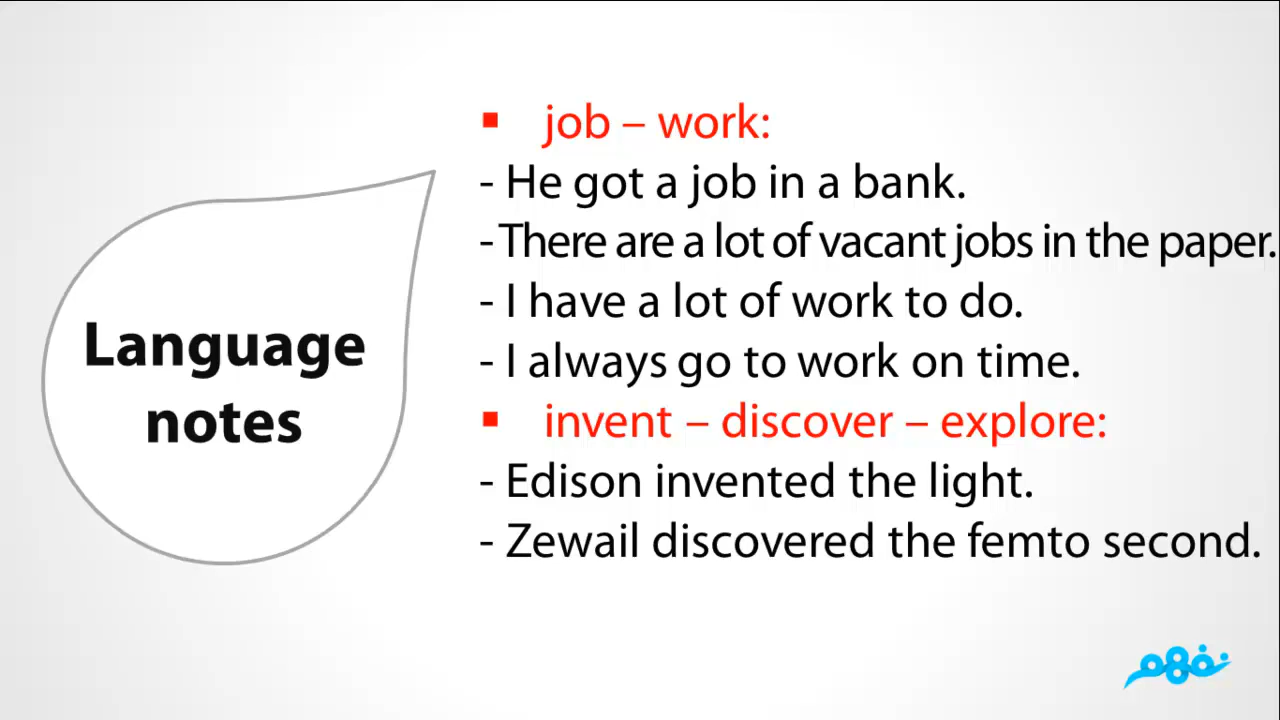 Language
notes
▪ job – work:
- He got a job in a bank.
- There are a lot of vacant jobs in the paper.
- I have a lot of work to do.
- I always go to work on time.
▪ invent – discover – explore:
- Edison invented the light.
- Zewail discovered the femto second.
نفهم